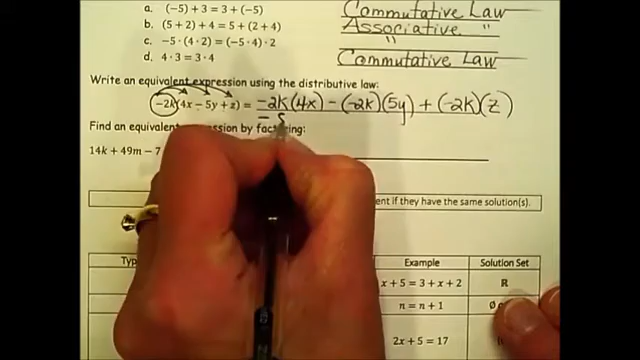 a. (−5) + 3 = 3 + (−5) Commutative Law
b. (5 + 2) + 4 = 5 + (2 + 4) Associative "
c. −5 · (4 · 2) = (−5 · 4) · 2 "
d. 4 · 3 = 3 · 4 Commutative Law
Write an equivalent expression using the distributive law:
−2k(4x − 5y + z) = −2k(4x) − (−2k)(5y) + (−2k)(z)
−
Find an equivalent expression by factoring:
14k + 49m − 7
ent if they have the same solution(s).
Typ Example Solution Set
x + 5 = 3 + x + 2 R
n = n + 1 Ø
2x + 5 = 17